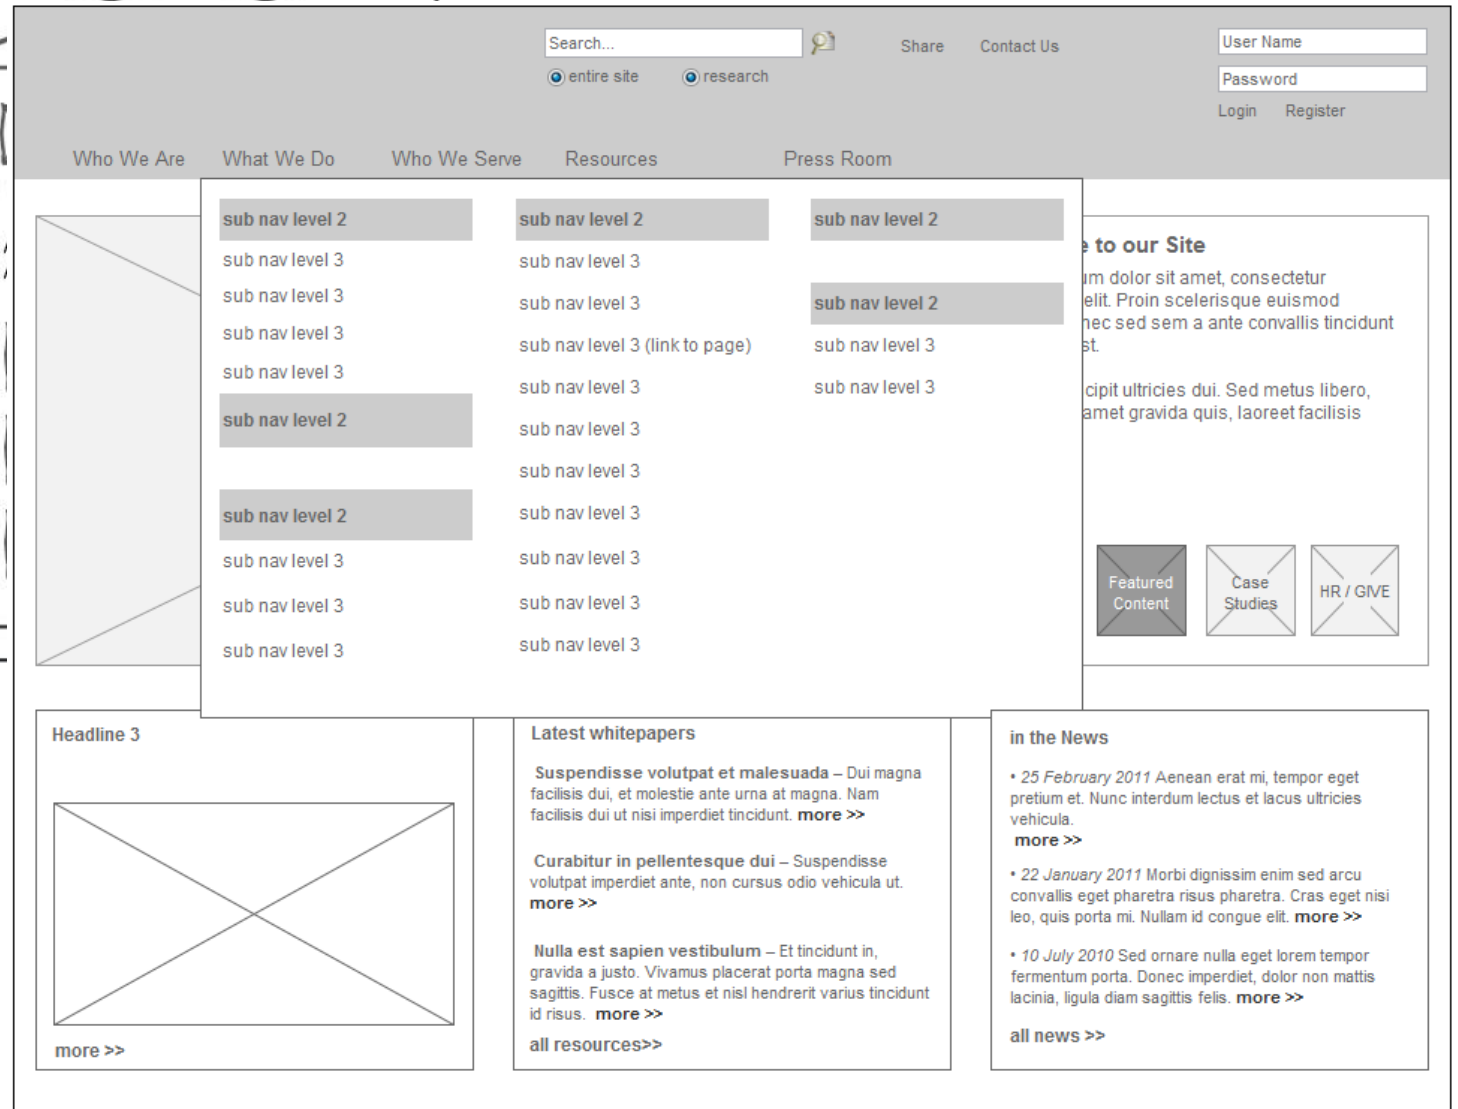 Search...
Share
Contact Us
User Name
entire site
research
Password
Login
Register
Who We Are
What We Do
Who We Serve
Resources
Press Room
sub nav level 2
sub nav level 3
sub nav level 3
sub nav level 3
sub nav level 3
sub nav level 2
sub nav level 2
sub nav level 3
sub nav level 3
sub nav level 3
sub nav level 2
sub nav level 3
sub nav level 3
sub nav level 3 (link to page)
sub nav level 3
sub nav level 3
sub nav level 3
sub nav level 3
sub nav level 3
sub nav level 3
sub nav level 3
sub nav level 2
sub nav level 2
sub nav level 3
sub nav level 3
to our Site
dolor sit amet, consectetur
elit. Proin scelerisque euismod
sed sem a ante convallis tincidunt
ultricies dui. Sed metus libero,
amet gravida quis, laoreet facilisis
Featured
Content
Case
Studies
HR / GIVE
Headline 3
more >>
Latest whitepapers
Suspendisse volutpat et malesuada – Dui magna
facilisis dui, et molestie ante urna at magna. Nam
facilisis dui ut nisi imperdiet tincidunt. more >>
Curabitur in pellentesque dui – Suspendisse
volutpat imperdiet ante, non cursus odio vehicula ut.
more >>
Nulla est sapien vestibulum – Et tincidunt in,
gravida a justo. Vivamus placerat porta magna sed
sagittis. Fusce at metus et nisl hendrerit varius tincidunt
id risus. more >>
all resources>>
in the News
• 25 February 2011 Aenean erat mi, tempor eget
pretium et. Nunc interdum lectus et lacus ultricies
vehicula.
more >>
• 22 January 2011 Morbi dignissim enim sed arcu
convallis eget pharetra risus pharetra. Cras eget nisi
leo, quis porta mi. Nullam id congue elit. more >>
• 10 July 2010 Sed ornare nulla eget lorem tempor
fermentum porta. Donec imperdiet, dolor non mattis
lacinia, ligula diam sagittis felis. more >>
all news >>